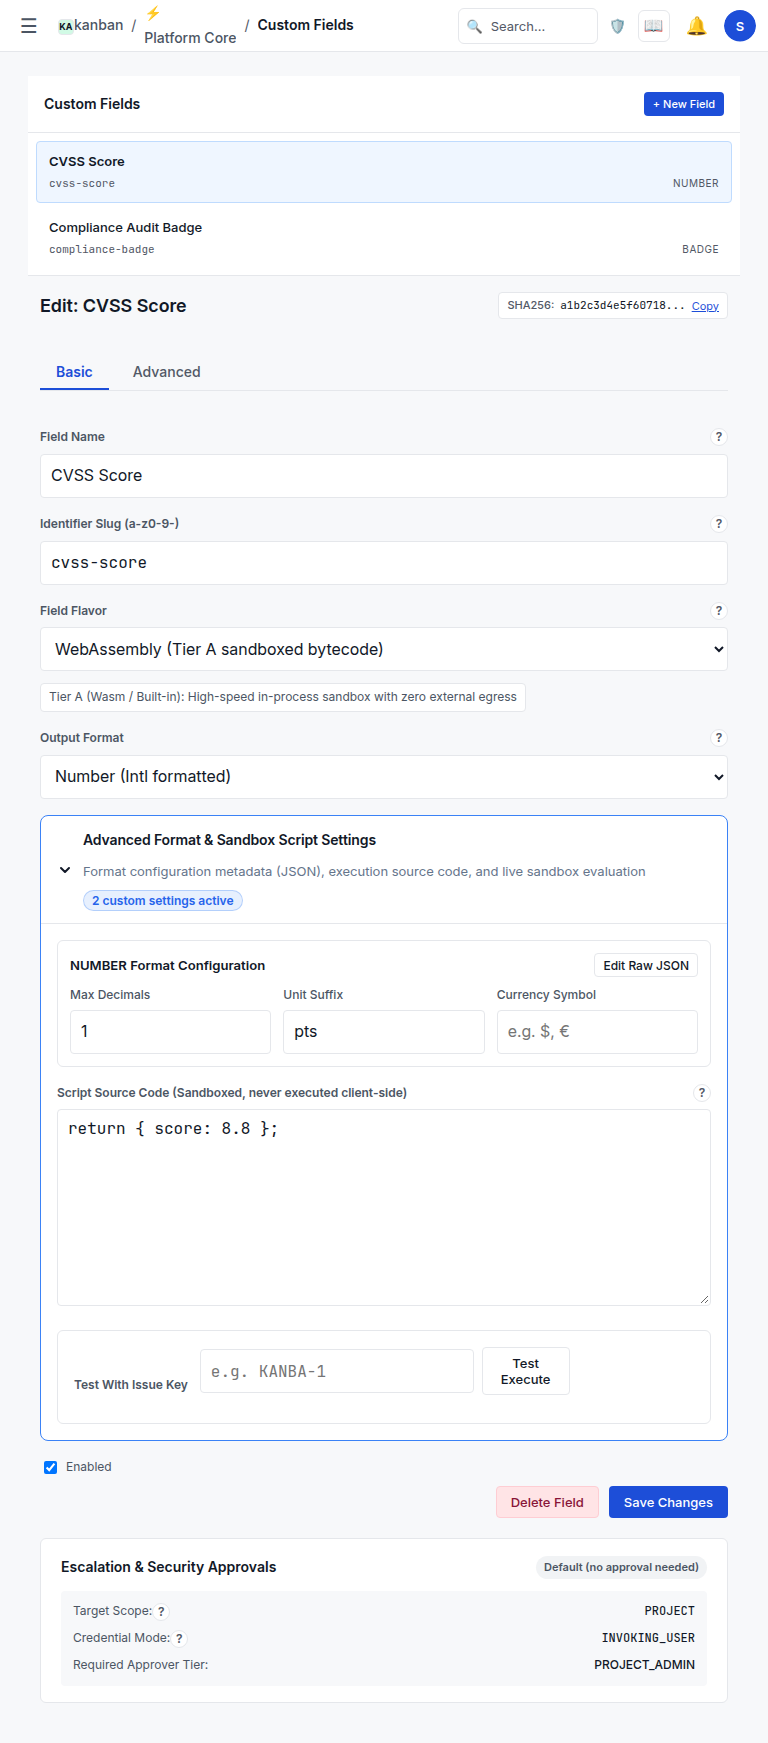 ☰ KA kanban / ⚡ Platform Core / Custom Fields
Search...
S
Custom Fields
+ New Field
CVSS Score
cvss-score
NUMBER
Compliance Audit Badge
compliance-badge
BADGE
Edit: CVSS Score
SHA256: a1b2c3d4e5f60718... Copy
Basic
Advanced
Field Name
?
CVSS Score
Identifier Slug (a-z0-9-)
?
cvss-score
Field Flavor
?
WebAssembly (Tier A sandboxed bytecode)
Tier A (Wasm / Built-in): High-speed in-process sandbox with zero external egress
Output Format
?
Number (Intl formatted)
Advanced Format & Sandbox Script Settings
Format configuration metadata (JSON), execution source code, and live sandbox evaluation
2 custom settings active
NUMBER Format Configuration
Edit Raw JSON
Max Decimals
Unit Suffix
Currency Symbol
1
pts
e.g. $, €
Script Source Code (Sandboxed, never executed client-side)
?
return { score: 8.8 };
Test With Issue Key
e.g. KANBA-1
Test
Execute
Enabled
Delete Field
Save Changes
Escalation & Security Approvals
Default (no approval needed)
Target Scope: ?
PROJECT
Credential Mode: ?
INVOKING_USER
Required Approver Tier:
PROJECT_ADMIN